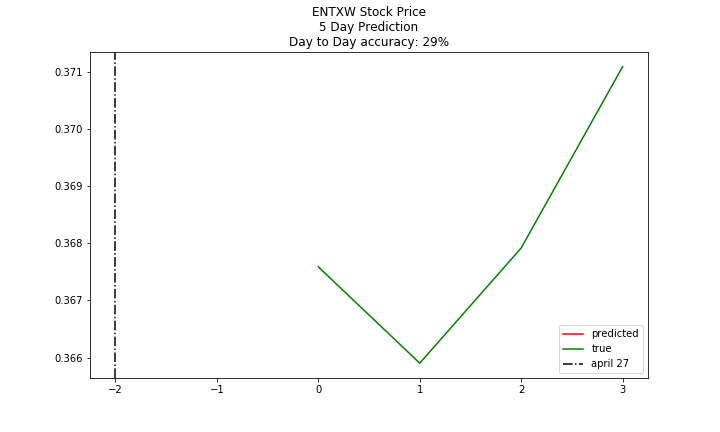 ENTXW Stock Price
5 Day Prediction
Day to Day accuracy: 29%
0.371
0.370
0.369
0.368
0.367
0.366
−2
−1
0
1
2
3
predicted
true
april 27